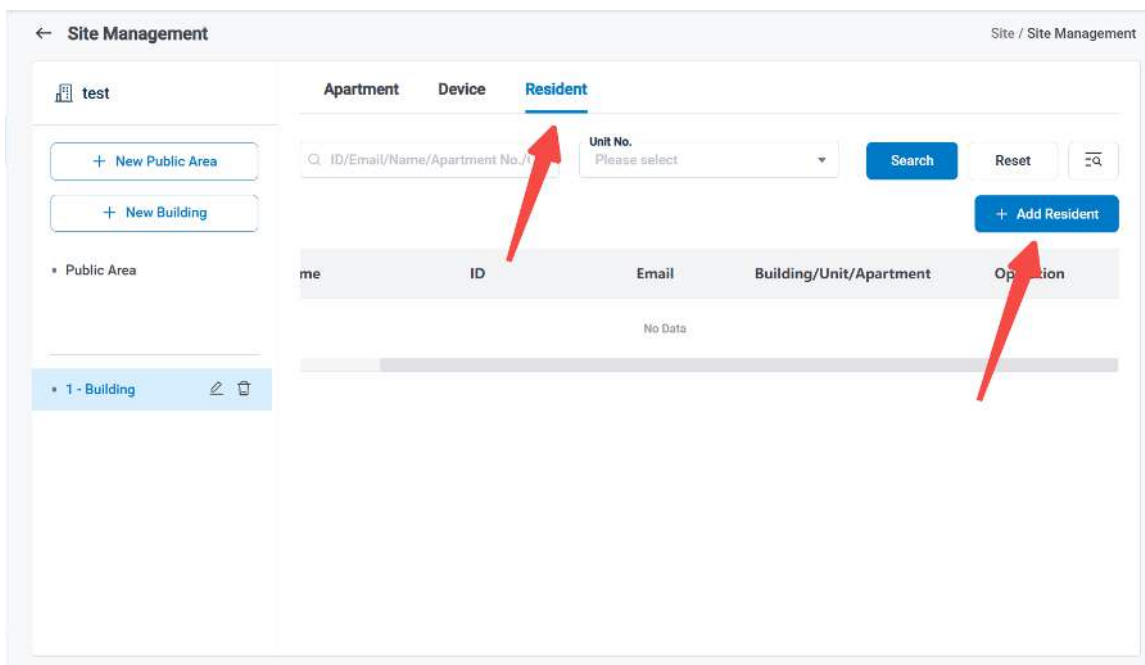 Site Management
Site / Site Management
test
Apartment Device Resident
+ New Public Area
ID/Email/Name/Apartment No./
Unit No.
Please select
Search
Reset
+ New Building
+ Add Resident
Public Area
me ID Email Building/Unit/Apartment
No Data
1 - Building